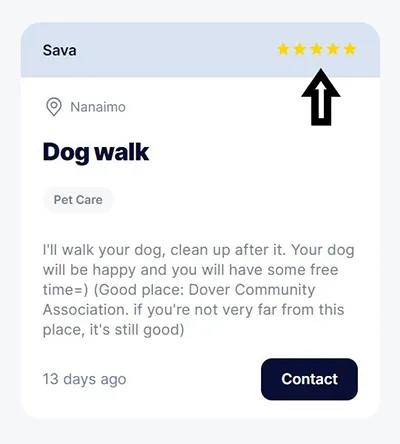 Sava
Nanaimo
Dog walk
Pet Care
I'll walk your dog, clean up after it. Your dog
will be happy and you will have some free
time=) (Good place: Dover Community
Association. if you're not very far from this
place, it's still good)
13 days ago
Contact